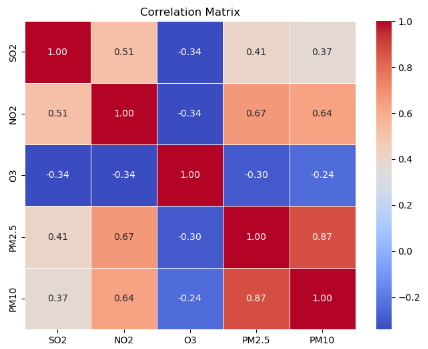 Correlation Matrix
SO2 1.00 0.51 -0.34 0.41 0.37
NO2 0.51 1.00 -0.34 0.67 0.64
O3 -0.34 -0.34 1.00 -0.30 -0.24
PM2.5 0.41 0.67 -0.30 1.00 0.87
PM10 0.37 0.64 -0.24 0.87 1.00
SO2 NO2 O3 PM2.5 PM10
1.0
0.8
0.6
0.4
0.2
0.0
−0.2